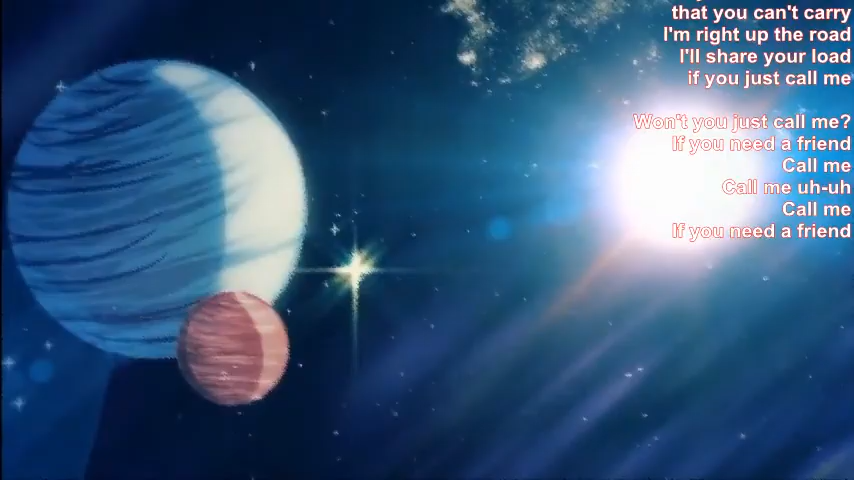 that you can't carry
I'm right up the road
I'll share your load
if you just call me
Won't you just call me?
If you need a friend
Call me
Call me uh-uh
Call me
If you need a friend